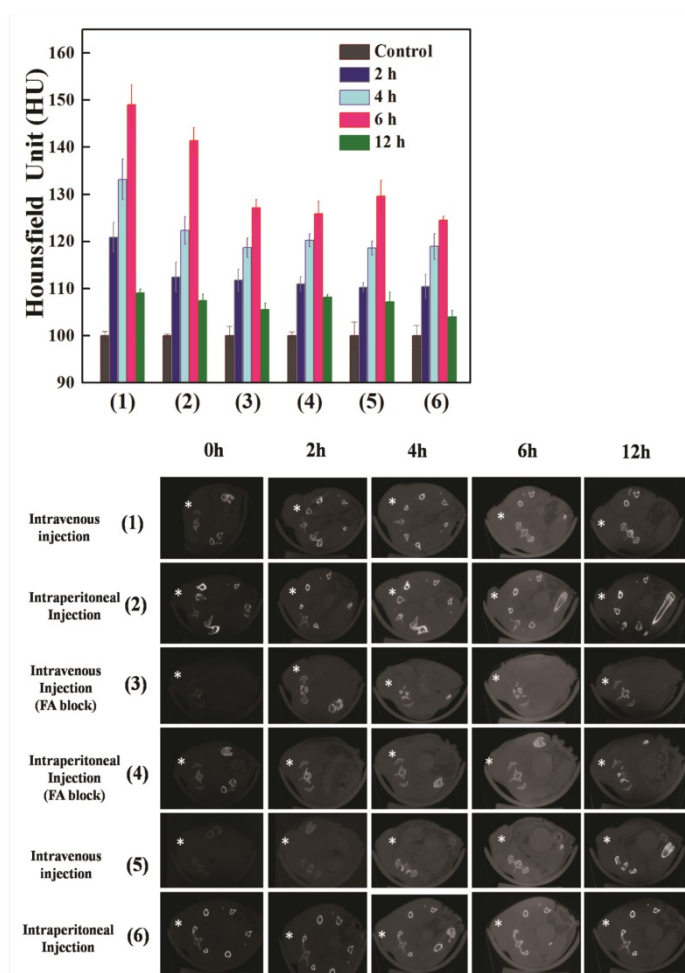 160
150
140
130
120
110
100
90
Hounsfield Unit (HU)
Control
2 h
4 h
6 h
12 h
(1) (2) (3) (4) (5) (6)
0h 2h 4h 6h 12h
Intravenous
injection
(1)
* * * * *
Intraperitoneal
Injection
(2)
* * * * *
Intravenous
Injection
(FA block)
(3)
* * * * *
Intraperitoneal
Injection
(FA block)
(4)
* * * * *
Intravenous
injection
(5)
* * * * *
Intraperitoneal
Injection
(6)
* * * * *